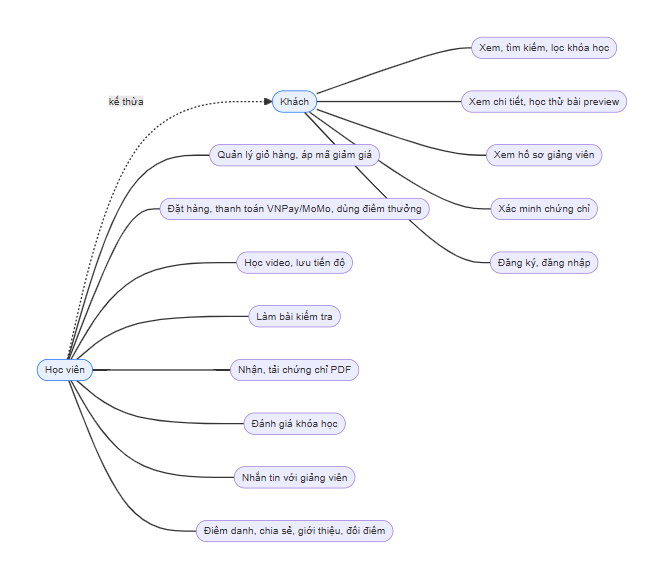 Xem, tìm kiếm, lọc khóa học
kế thừa
Khách
Xem chi tiết, học thử bài preview
Quản lý giỏ hàng, áp mã giảm giá
Xem hồ sơ giảng viên
Đặt hàng, thanh toán VNPay/MoMo, dùng điểm thưởng
Xác minh chứng chỉ
Học video, lưu tiến độ
Đăng ký, đăng nhập
Làm bài kiểm tra
Học viên
Nhận, tải chứng chỉ PDF
Đánh giá khóa học
Nhắn tin với giảng viên
Điểm danh, chia sẻ, giới thiệu, đổi điểm